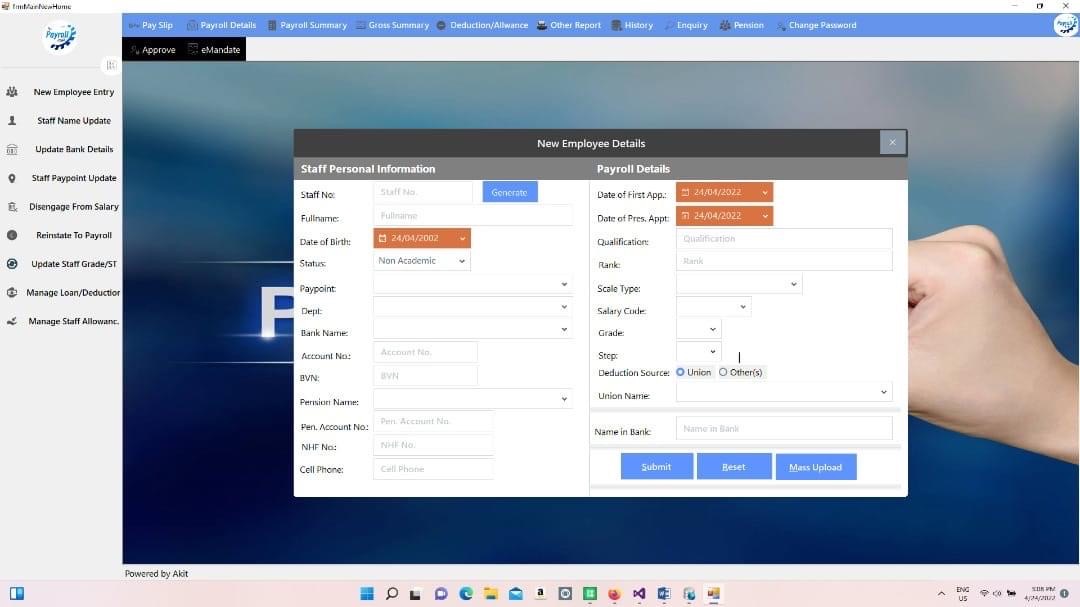 frmMainNewHome
Payroll
Pay Slip Payroll Details Payroll Summary Gross Summary Deduction/Allwance Other Report History Enquiry Pension Change Password
Payroll
Approve eMandate
New Employee Entry
Staff Name Update
Update Bank Details
Staff Paypoint Update
Disengage From Salary
Reinstate To Payroll
Update Staff Grade/ST
Manage Loan/Deduction
Manage Staff Allowanc.
P
New Employee Details
Staff Personal Information
Staff No: Staff No. Generate
Fullname: Fullname
Date of Birth: 24/04/2002
Status: Non Academic
Paypoint:
Dept:
Bank Name:
Account No.: Account No.
BVN: BVN
Pension Name:
Pen. Account No.: Pen. Account No.
NHF No.: NHF No.
Cell Phone: Cell Phone
Payroll Details
Date of First App.: 24/04/2022
Date of Pres. Appt: 24/04/2022
Qualification: Qualification
Rank: Rank
Scale Type:
Salary Code:
Grade:
Step:
Deduction Source: Union Other(s)
Union Name:
Name in Bank: Name in Bank
Submit Reset Mass Upload
Powered by Akit
ENG
US
5:08 PM
4/24/2022